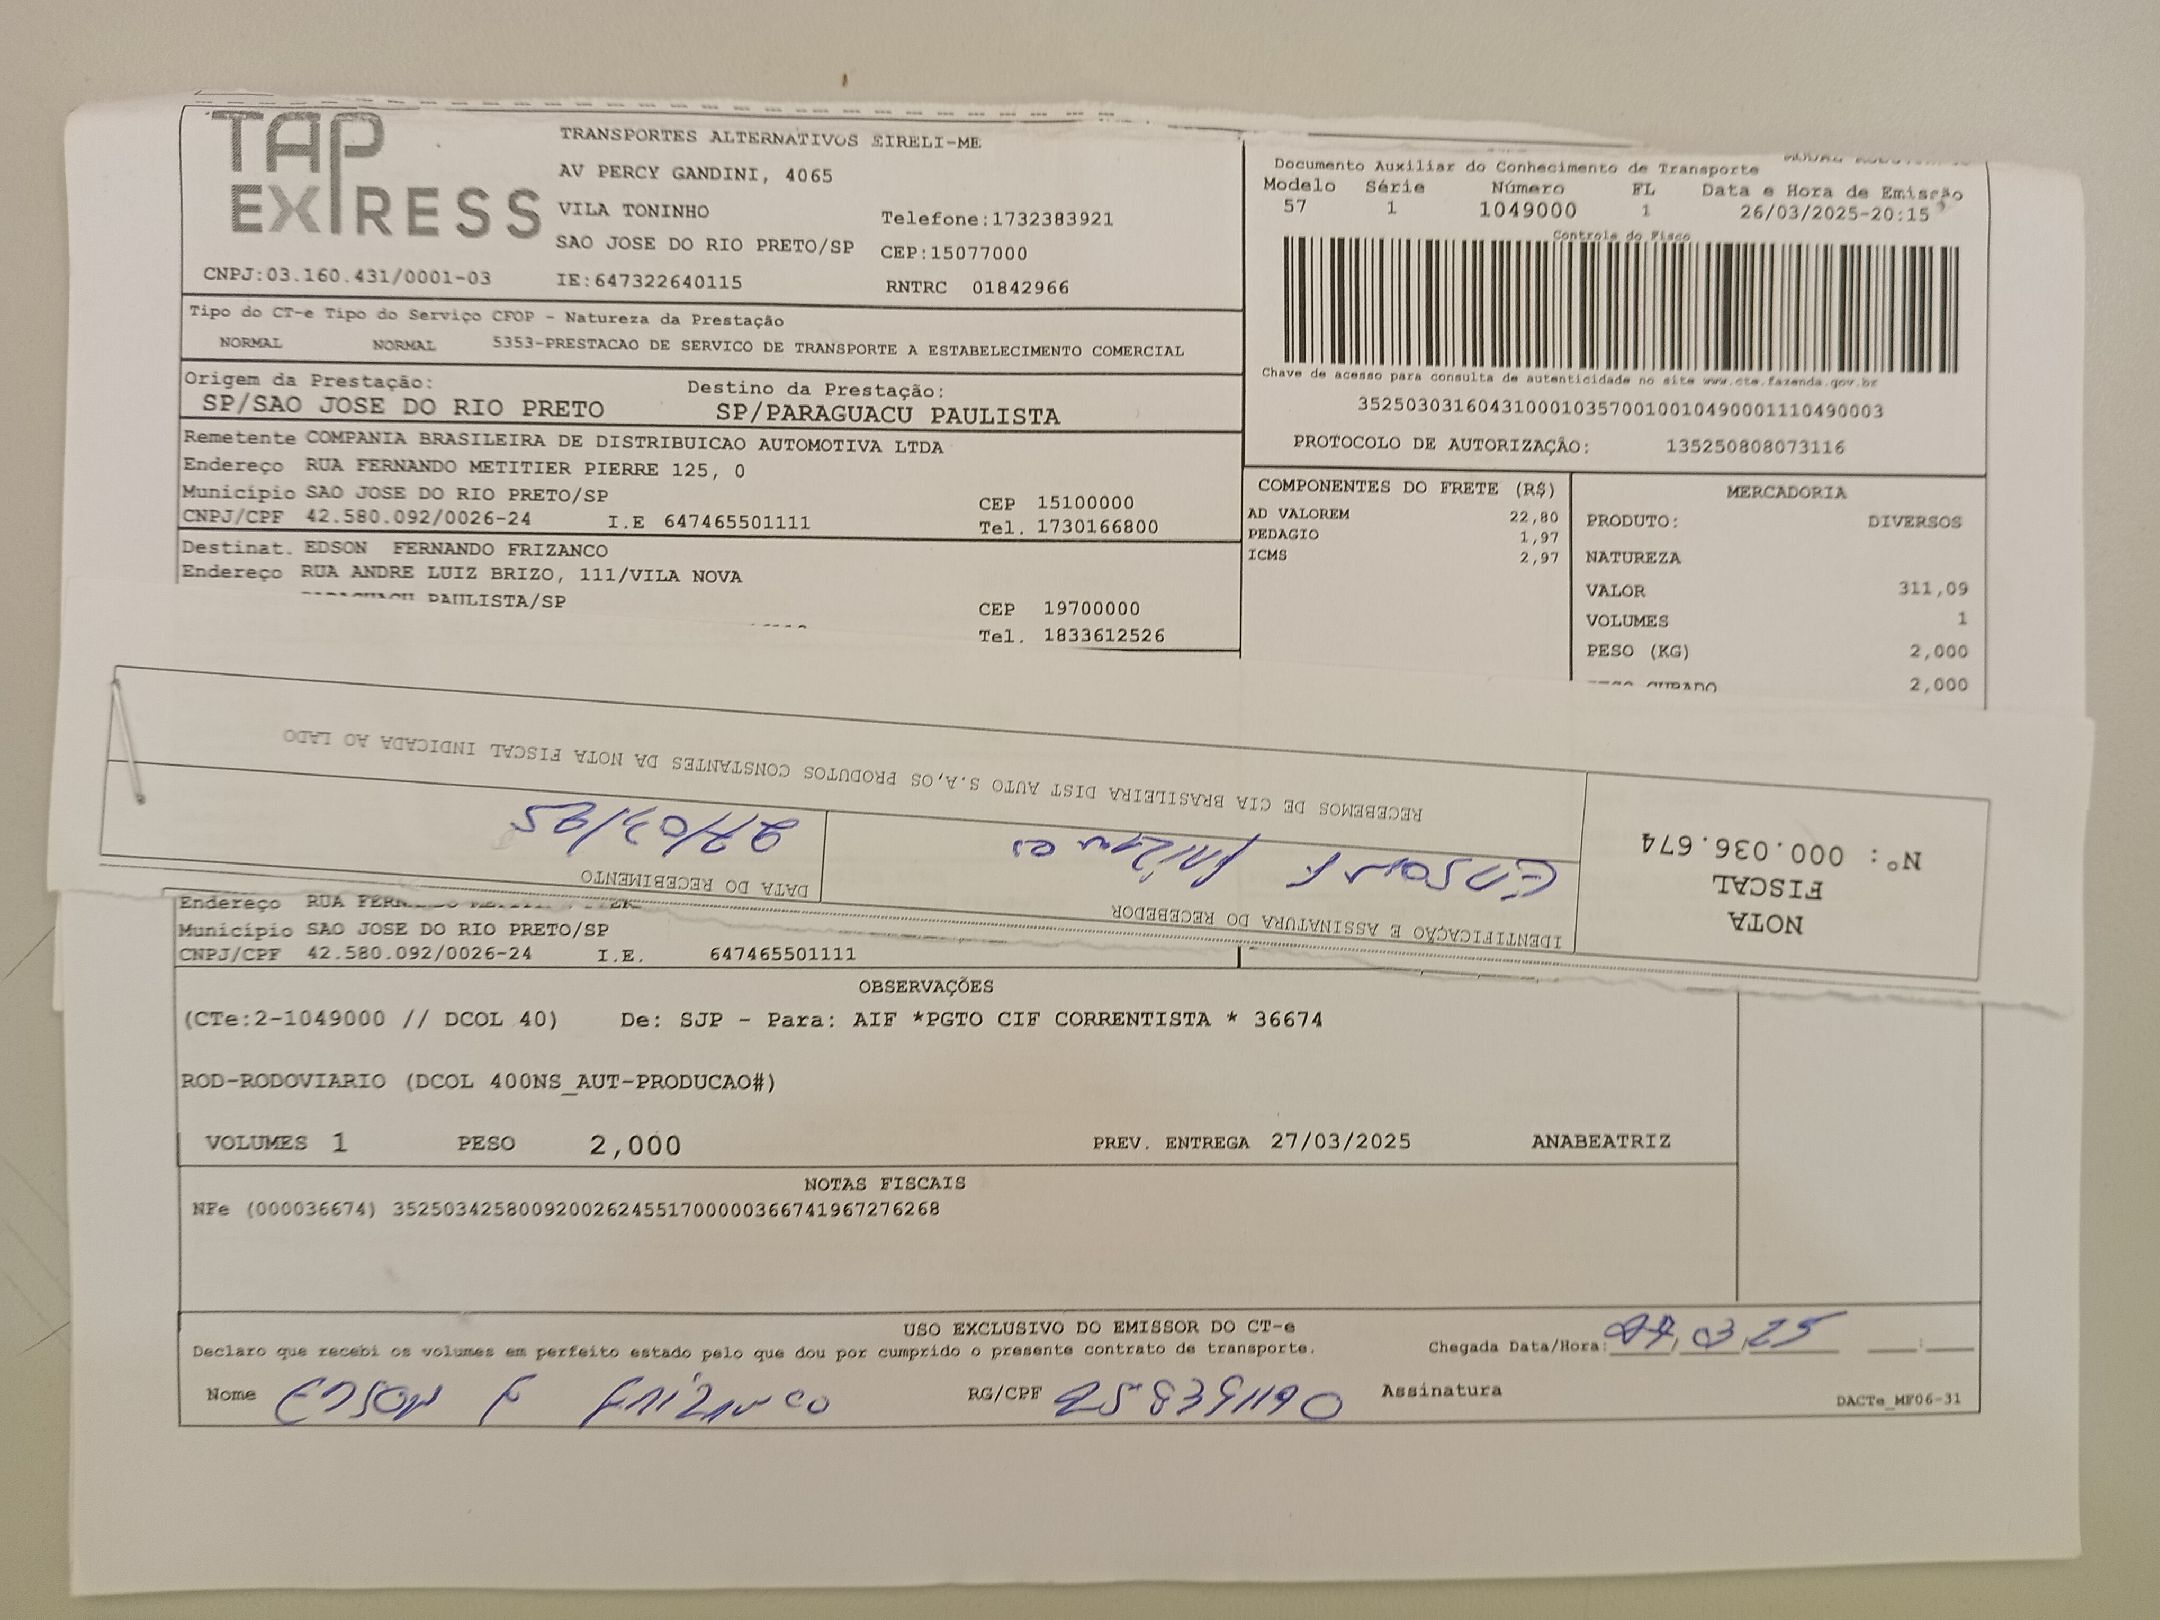 TAP
EXPRESS
TRANSPORTES ALTERNATIVOS EIRELI-ME
AV PERCY GANDINI, 4065
VILA TONINHO Telefone:1732383921
SAO JOSE DO RIO PRETO/SP CEP:15077000
CNPJ:03.160.431/0001-03 IE:647322640115 RNTRC 01842966
Tipo do CT-e Tipo do Serviço CFOP - Natureza da Prestação
NORMAL NORMAL 5353-PRESTACAO DE SERVICO DE TRANSPORTE A ESTABELECIMENTO COMERCIAL
Origem da Prestação: Destino da Prestação:
SP/SAO JOSE DO RIO PRETO SP/PARAGUACU PAULISTA
Remetente COMPANIA BRASILEIRA DE DISTRIBUICAO AUTOMOTIVA LTDA
Endereço RUA FERNANDO METITIER PIERRE 125, 0
Município SAO JOSE DO RIO PRETO/SP CEP 15100000
CNPJ/CPF 42.580.092/0026-24 I.E 647465501111 Tel. 1730166800
Destinat. EDSON FERNANDO FRIZANCO
Endereço RUA ANDRE LUIZ BRIZO, 111/VILA NOVA
PARAGUACU PAULISTA/SP CEP 19700000
Tel. 1833612526
Documento Auxiliar do Conhecimento de Transporte
Modelo Série Número FL Data e Hora de Emissão
57 1 1049000 1 26/03/2025-20:15
Controle do Fisco
Chave de acesso para consulta de autenticidade no site www.cte.fazenda.gov.br
35250303160431000103570010010490001110490003
PROTOCOLO DE AUTORIZAÇÃO: 135250808073116
COMPONENTES DO FRETE (R$)
AD VALOREM 22,80
PEDAGIO 1,97
ICMS 2,97
MERCADORIA
PRODUTO: DIVERSOS
NATUREZA
VALOR 311,09
VOLUMES 1
PESO (KG) 2,000
PESO CUBADO 2,000
RECEBEMOS DE CIA BRASILEIRA DIST AUTO S.A,OS PRODUTOS CONSTANTES DA NOTA FISCAL INDICADA AO LADO
NOTA
FISCAL
Nº: 000.036.674
IDENTIFICAÇÃO E ASSINATURA DO RECEBEDOR
EDSON F FRIZANCO
DATA DO RECEBIMENTO
27/03/25
Endereço RUA
Município SAO JOSE DO RIO PRETO/SP
CNPJ/CPF 42.580.092/0026-24 I.E. 647465501111
OBSERVAÇÕES
(CTe:2-1049000 // DCOL 40) De: SJP - Para: AIF *PGTO CIF CORRENTISTA * 36674
ROD-RODOVIARIO (DCOL 400NS_AUT-PRODUCAO#)
VOLUMES 1 PESO 2,000 PREV. ENTREGA 27/03/2025 ANABEATRIZ
NOTAS FISCAIS
NFe (000036674) 35250342580092002624551700000366741967276268
USO EXCLUSIVO DO EMISSOR DO CT-e
Declaro que recebi os volumes em perfeito estado pelo que dou por cumprido o presente contrato de transporte. Chegada Data/Hora: 27,03,25 :
Nome EDSON F FRIZANCO RG/CPF Assinatura DACTe_MF06-31